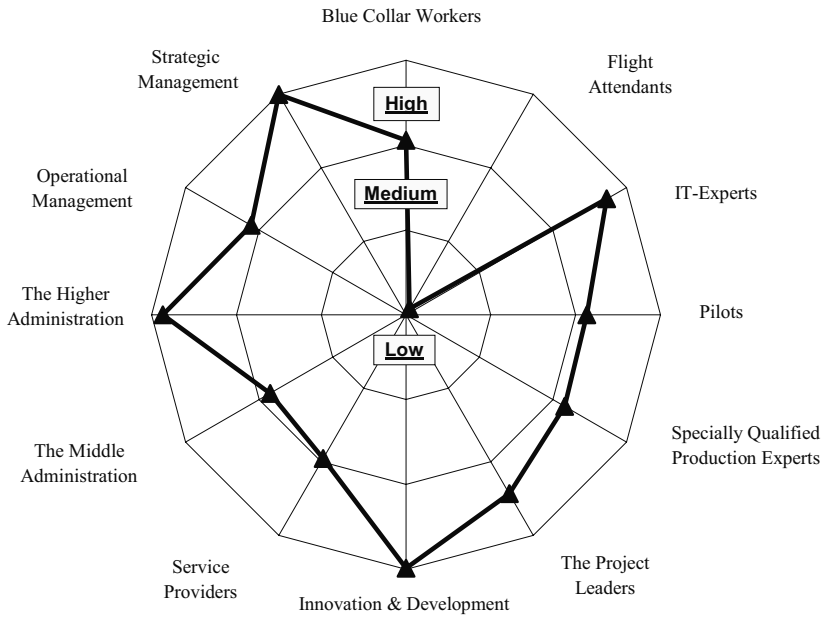 Blue Collar Workers
Strategic
Management
Flight
Attendants
High
Operational
Management
Medium
IT-Experts
The Higher
Administration
Pilots
Low
The Middle
Administration
Specially Qualified
Production Experts
Service
Providers
The Project
Leaders
Innovation & Development